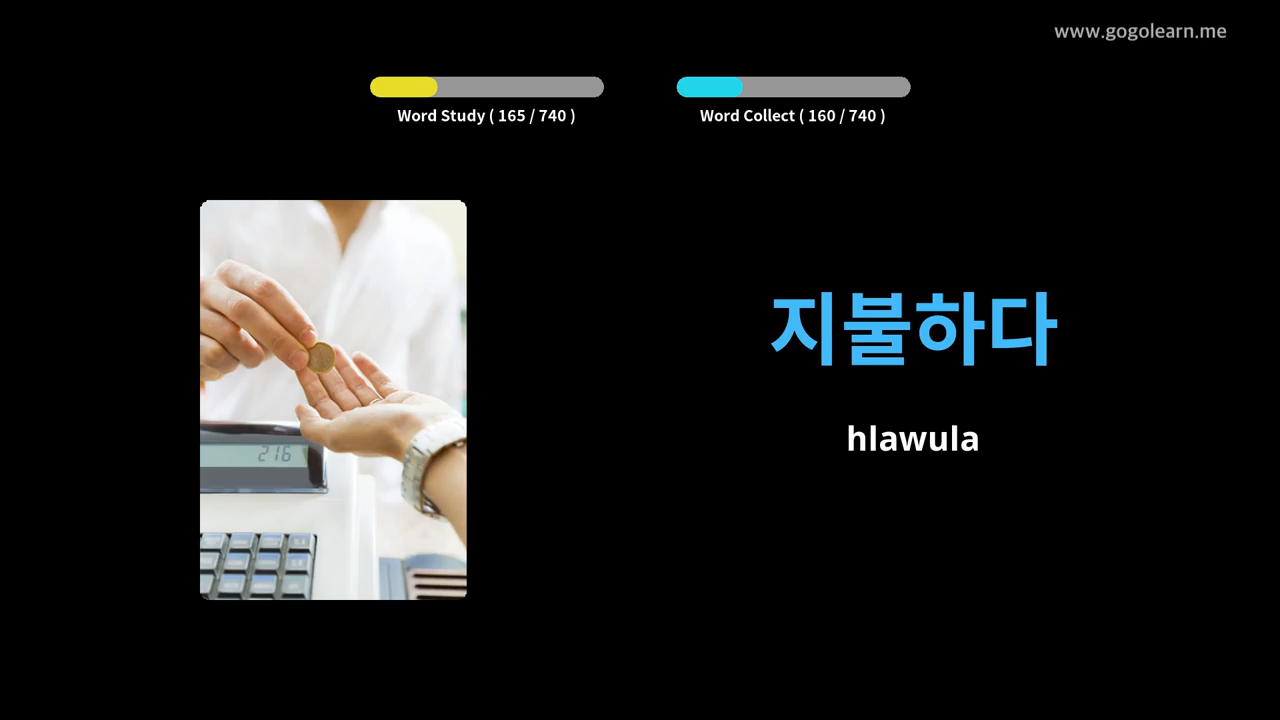 www.gogolearn.me
Word Study ( 165 / 740 )
Word Collect ( 160 / 740 )
216
지불하다
hlawula